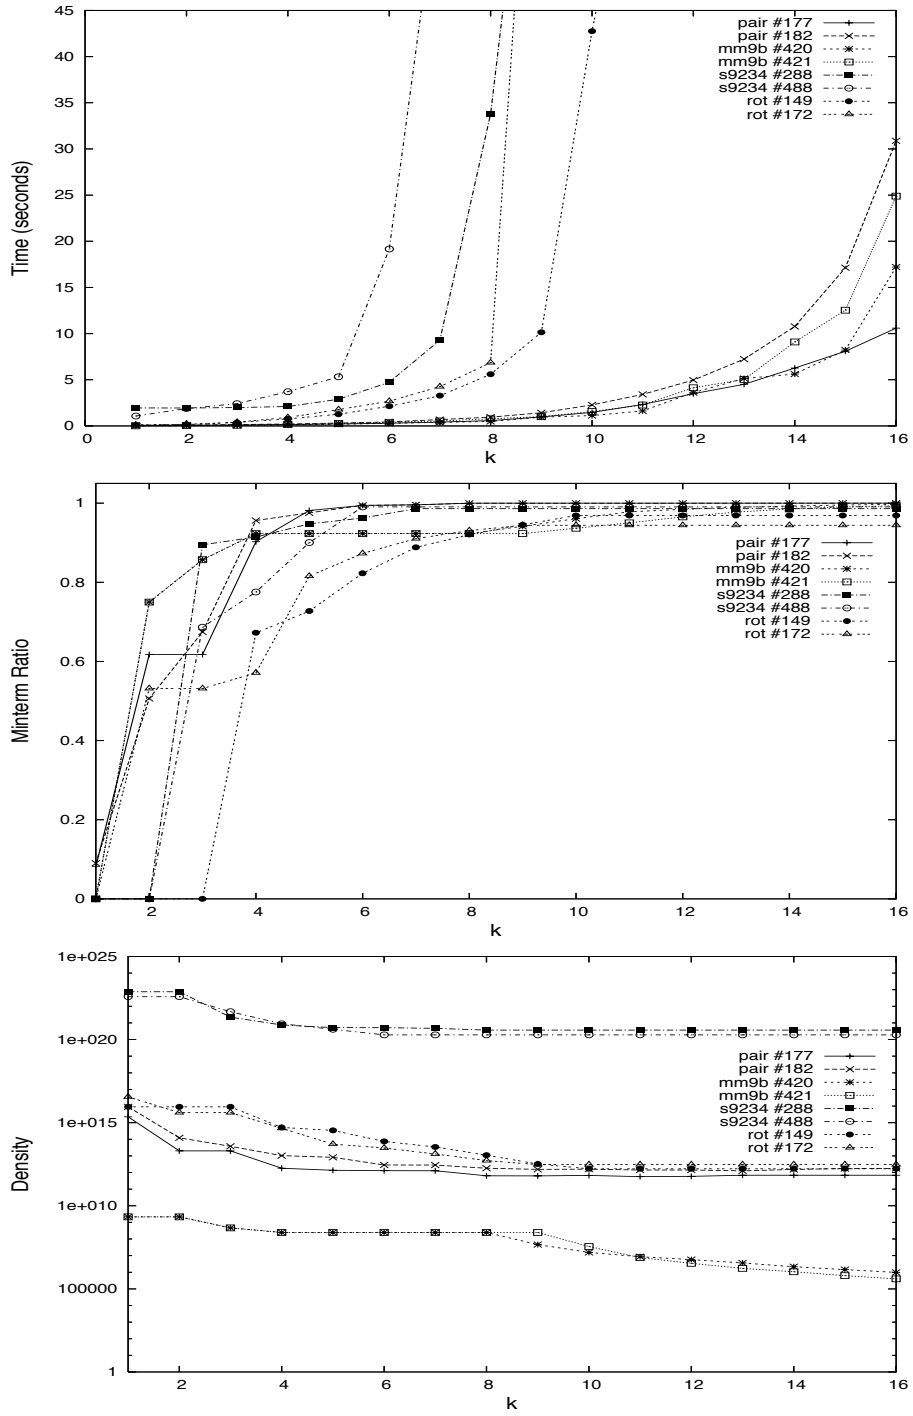 45
40
35
30
25
20
15
10
5
0
0 2 4 6 8 10 12 14 16
Time (seconds)
k
pair #177
pair #182
mm9b #420
mm9b #421
s9234 #288
s9234 #488
rot #149
rot #172
1
0.8
0.6
0.4
0.2
0
2 4 6 8 10 12 14 16
Minterm Ratio
k
pair #177
pair #182
mm9b #420
mm9b #421
s9234 #288
s9234 #488
rot #149
rot #172
1e+025
1e+020
1e+015
1e+010
100000
1
2 4 6 8 10 12 14 16
Density
k
pair #177
pair #182
mm9b #420
mm9b #421
s9234 #288
s9234 #488
rot #149
rot #172